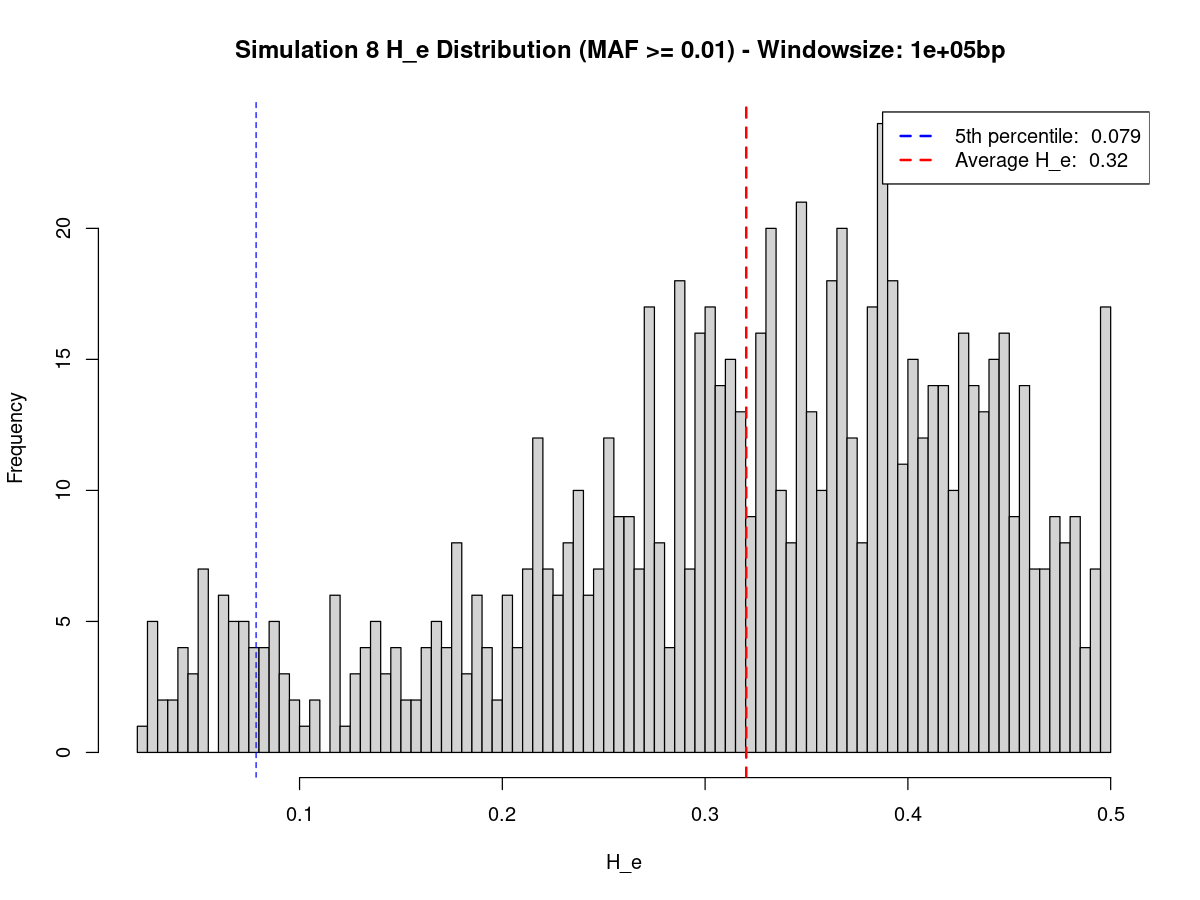 Simulation 8 H_e Distribution (MAF >= 0.01) - Windowsize: 1e+05bp
5th percentile: 0.079
Average H_e: 0.32
Frequency
20
15
10
5
0
0.1 0.2 0.3 0.4 0.5
H_e